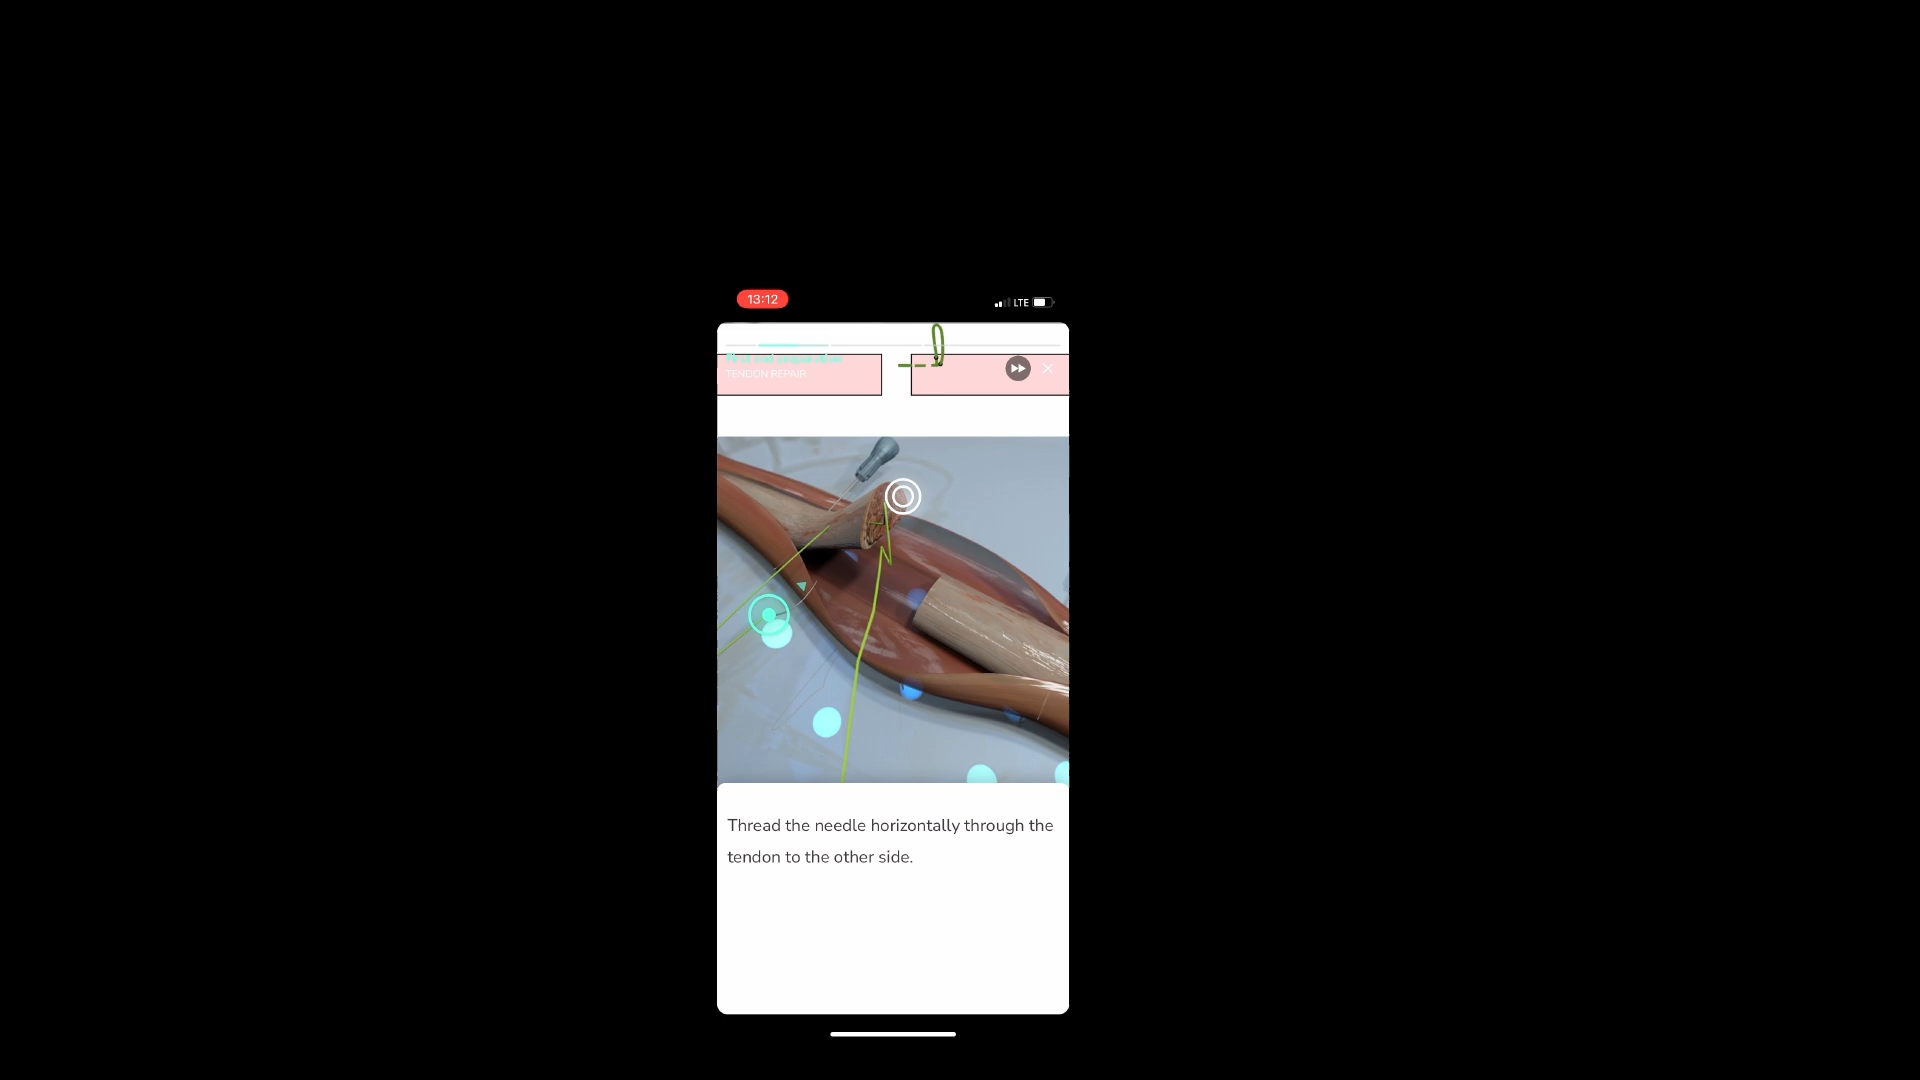 13:12
LTE
TENDON REPAIR
Thread the needle horizontally through the
tendon to the other side.